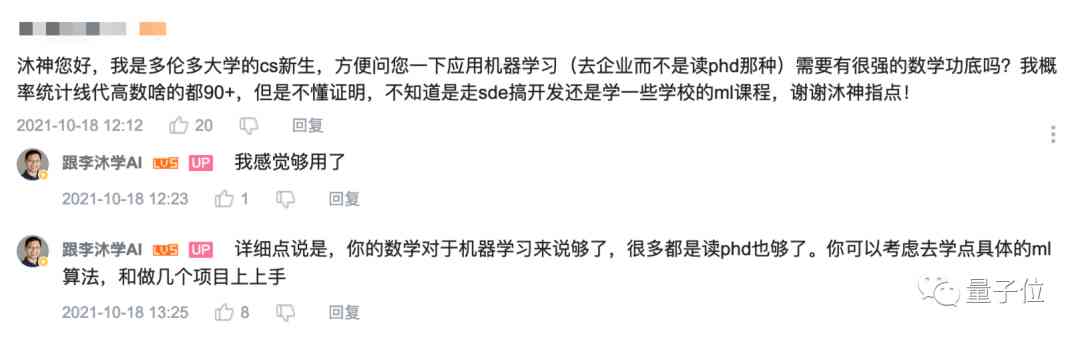 沐神您好，我是多伦多大学的cs新生，方便问您一下应用机器学习（去企业而不是读phd那种）需要有很强的数学功底吗？我概
率统计线代高数啥的都90+，但是不懂证明，不知道是走sde搞开发还是学一些学校的ml课程，谢谢沐神指点！
2021-10-18 12:12 20 回复
跟李沐学AI LV5 UP 我感觉够用了
2021-10-18 12:23 1 回复
跟李沐学AI LV5 UP 详细点说是，你的数学对于机器学习来说够了，很多都是读phd也够了。你可以考虑去学点具体的ml
算法，和做几个项目上上手
2021-10-18 13:25 8 回复
量子位